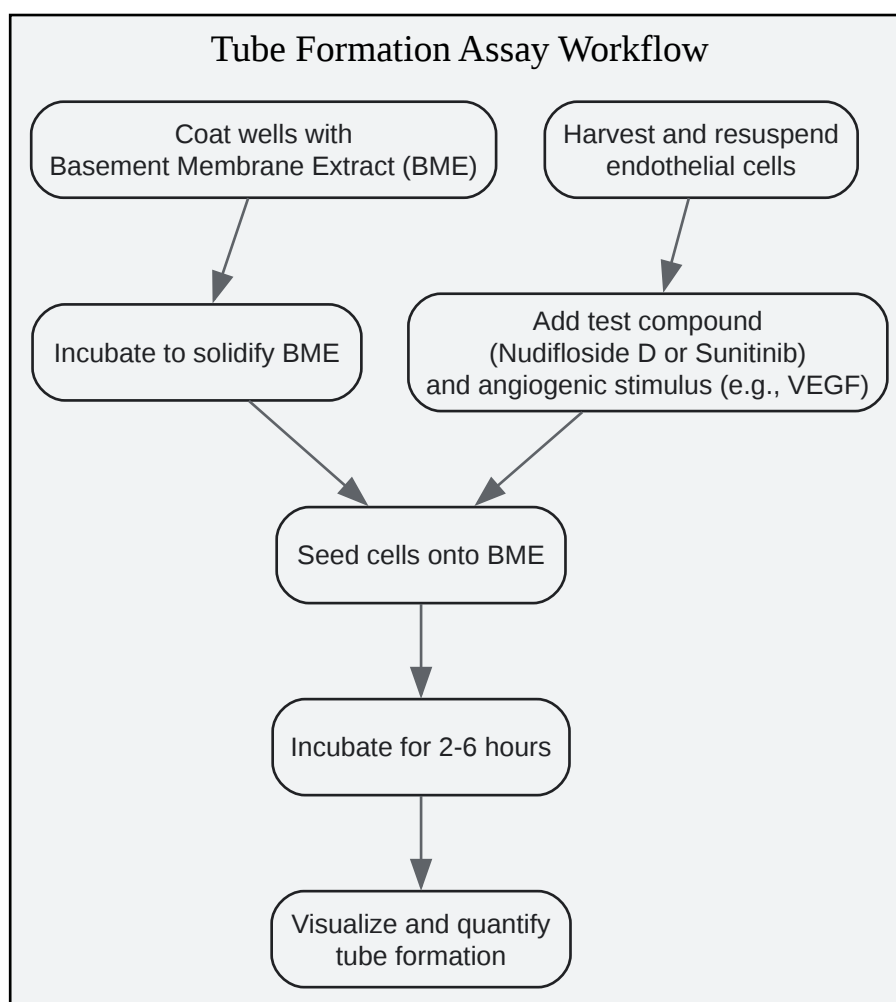 Tube Formation Assay Workflow
Coat wells with
Basement Membrane Extract (BME)
Harvest and resuspend
endothelial cells
Incubate to solidify BME
Add test compound
(Nudifloside D or Sunitinib)
and angiogenic stimulus (e.g., VEGF)
Seed cells onto BME
Incubate for 2-6 hours
Visualize and quantify
tube formation